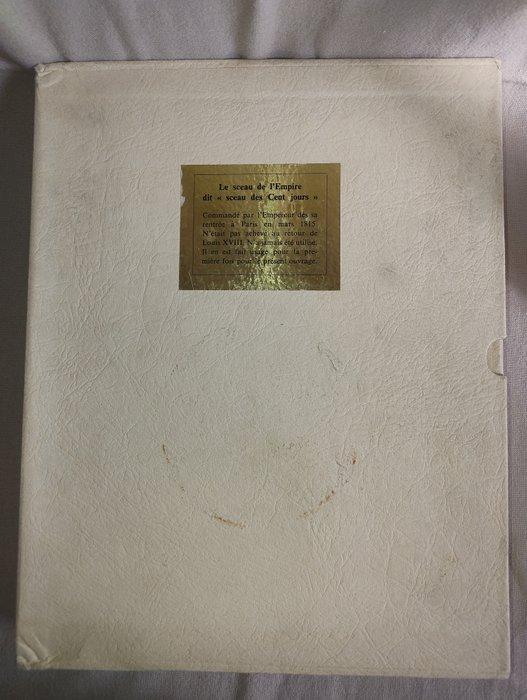 Le sceau de l'Empire
dit « sceau des Cent jours »
Commandé par l'Empereur dès sa
rentrée à Paris en mars 1815.
N'était pas achevé au retour de
Louis XVIII. N'a jamais été utilisé.
Il en est fait usage pour la pre-
mière fois pour le présent ouvrage.